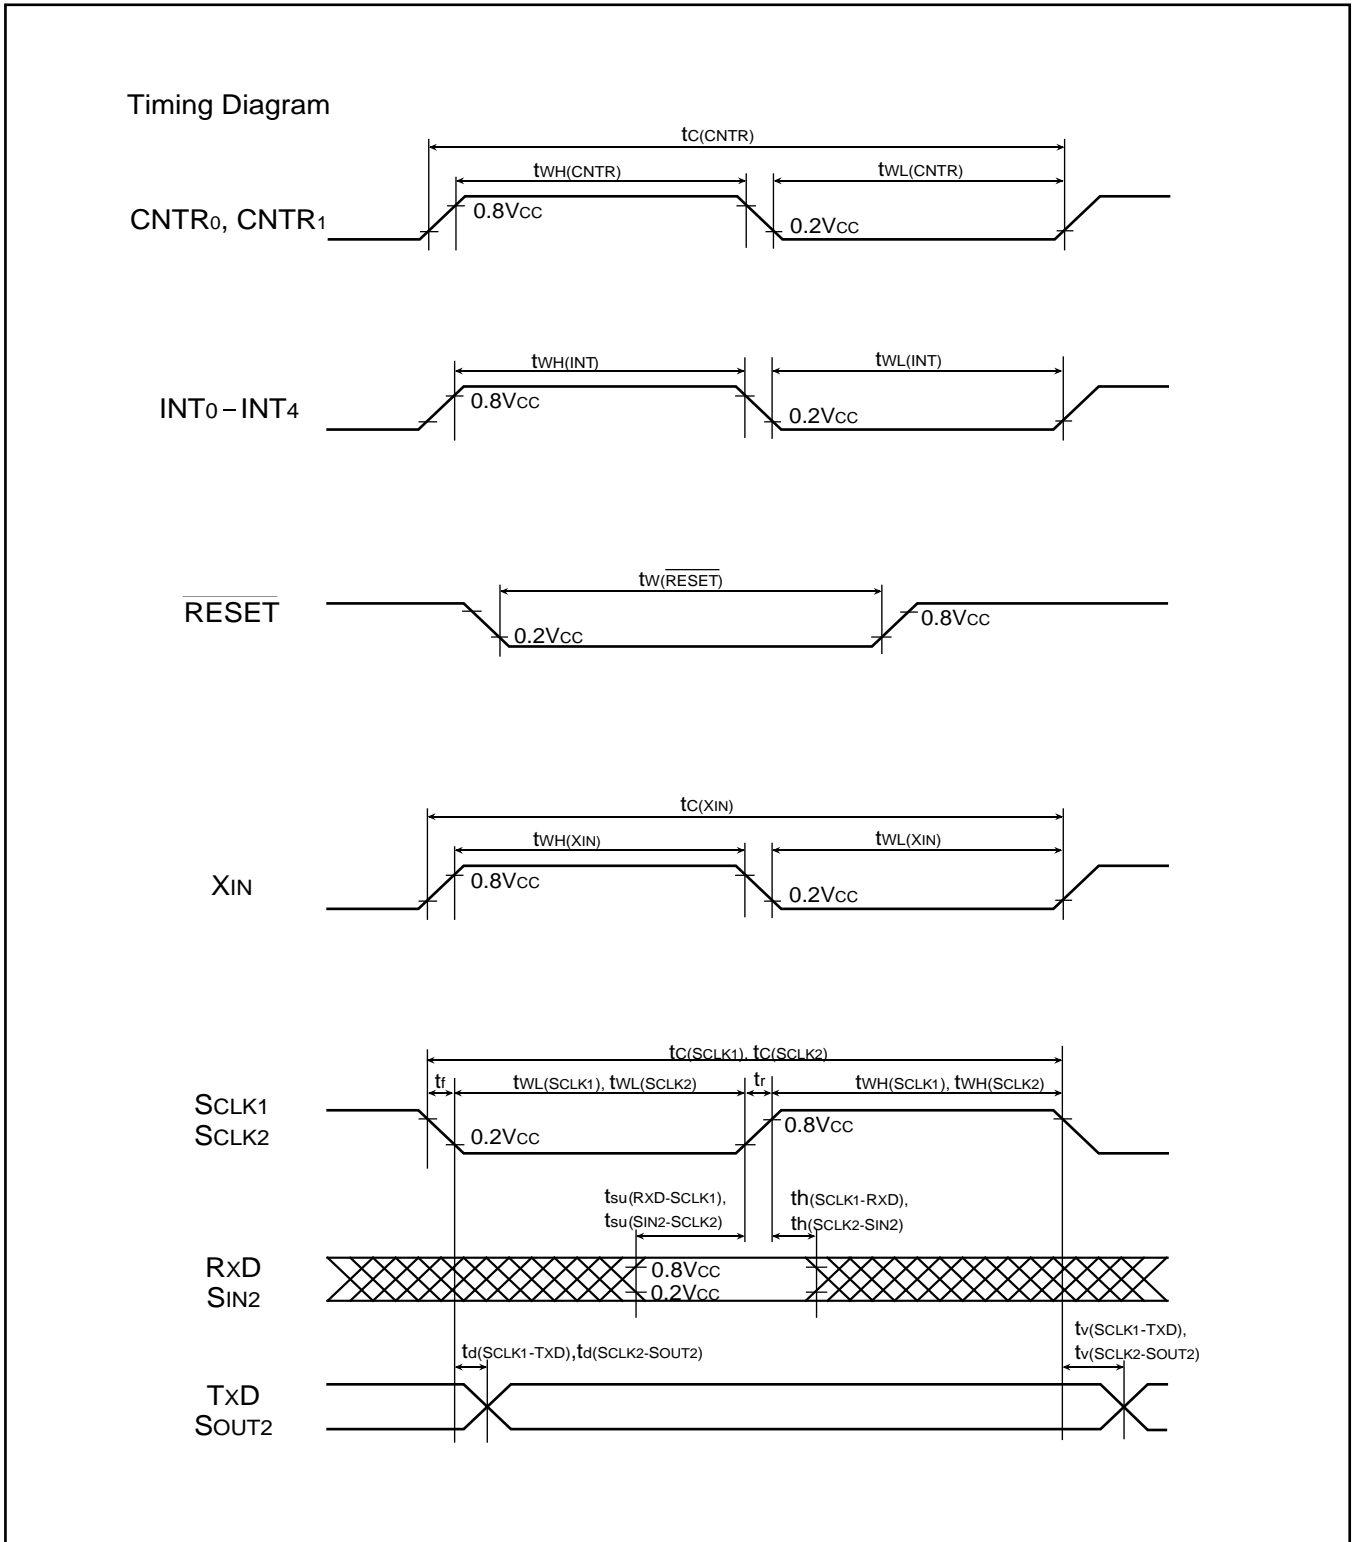 Timing Diagram
tC(CNTR)
tWH(CNTR)
tWL(CNTR)
CNTR0, CNTR1
0.8VCC
0.2VCC
tWH(INT)
tWL(INT)
INT0–INT4
0.8VCC
0.2VCC
tW(RESET)
RESET
0.2VCC
0.8VCC
tC(XIN)
tWH(XIN)
tWL(XIN)
XIN
0.8VCC
0.2VCC
tC(SCLK1), tC(SCLK2)
tf
tWL(SCLK1), tWL(SCLK2)
tr
tWH(SCLK1), tWH(SCLK2)
SCLK1
SCLK2
0.2VCC
0.8VCC
tsu(RXD-SCLK1),
tsu(SIN2-SCLK2)
th(SCLK1-RXD),
th(SCLK2-SIN2)
RXD
SIN2
0.8VCC
0.2VCC
td(SCLK1-TXD),td(SCLK2-SOUT2)
tv(SCLK1-TXD),
tv(SCLK2-SOUT2)
TXD
SOUT2